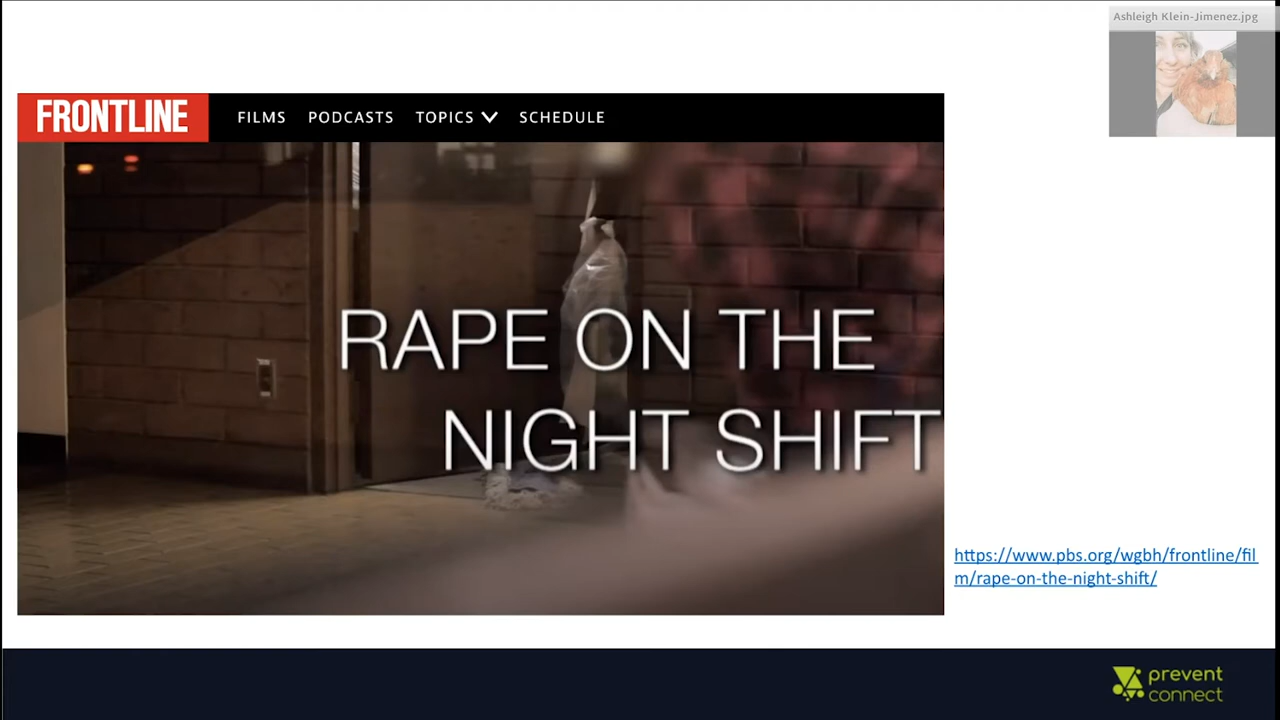 Ashleigh Klein-Jimenez.jpg
FRONTLINE FILMS PODCASTS TOPICS SCHEDULE
RAPE ON THE
NIGHT SHIFT
https://www.pbs.org/wgbh/frontline/fil
m/rape-on-the-night-shift/
prevent
connect